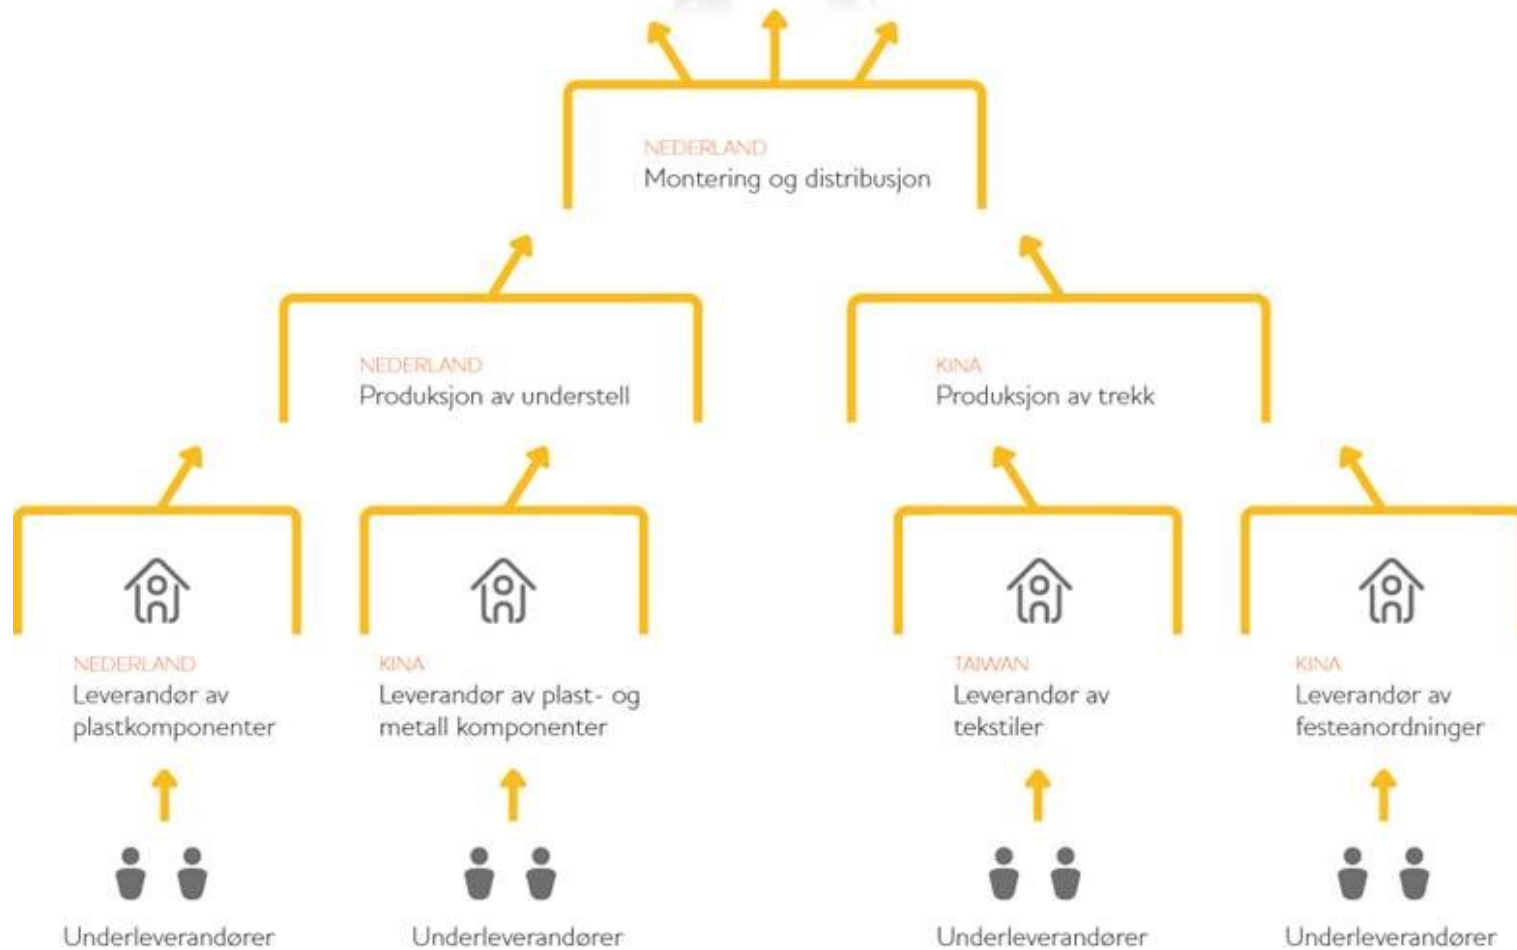 NEDERLAND
Montering og distribusjon
NEDERLAND
Produksjon av understell
KINA
Produksjon av trekk
NEDERLAND
Leverandør av
plastkomponenter
KINA
Leverandør av plast- og
metall komponenter
TAIWAN
Leverandør av
tekstiler
KINA
Leverandør av
festeanordninger
Underleverandører
Underleverandører
Underleverandører
Underleverandører